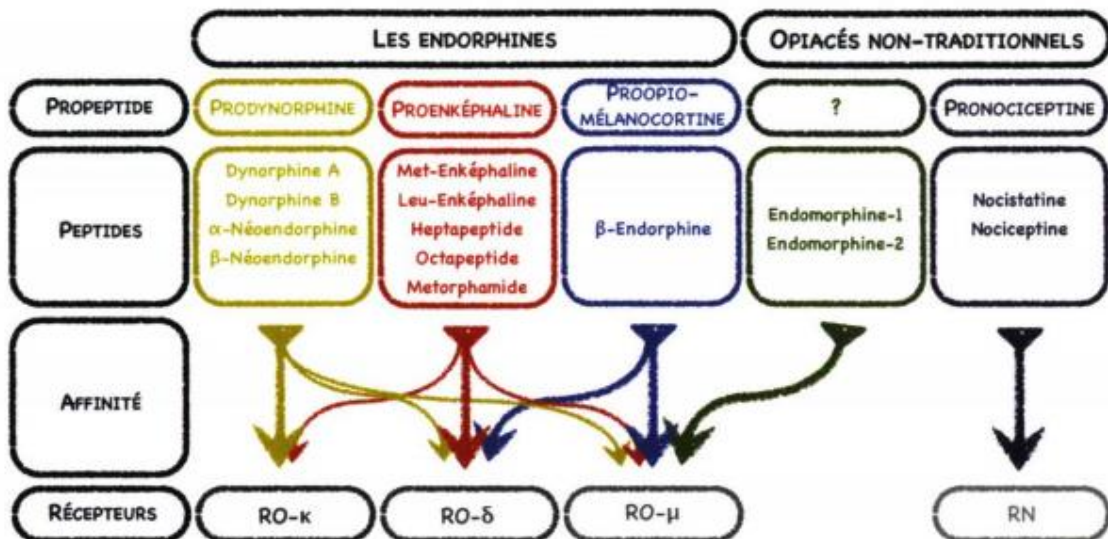 LES ENDORPHINES
OPIACÉS NON-TRADITIONNELS
PROPEPTIDE
PRODYNORPHINE
PROENKÉPHALINE
PROOPIO-
MÉLANOCORTINE
?
PRONOCICEPTINE
PEPTIDES
Dynorphine A
Dynorphine B
α-Néoendorphine
β-Néoendorphine
Met-Enképhaline
Leu-Enképhaline
Heptapeptide
Octapeptide
Metorphamide
β-Endorphine
Endomorphine-1
Endomorphine-2
Nocistatine
Nociceptine
AFFINITÉ
RÉCEPTEURS
RO-κ
RO-δ
RO-μ
RN